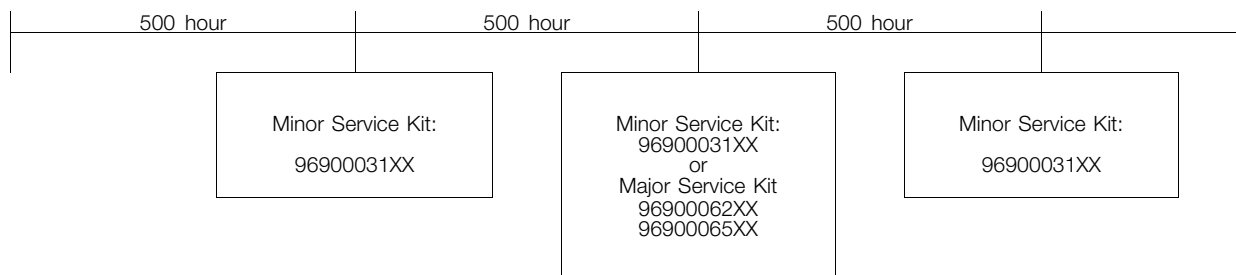 500 hour
500 hour
500 hour
Minor Service Kit:
96900031XX
Minor Service Kit:
96900031XX
or
Major Service Kit
96900062XX
96900065XX
Minor Service Kit:
96900031XX